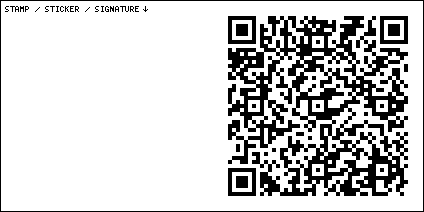 STAMP / STICKER / SIGNATURE ↓